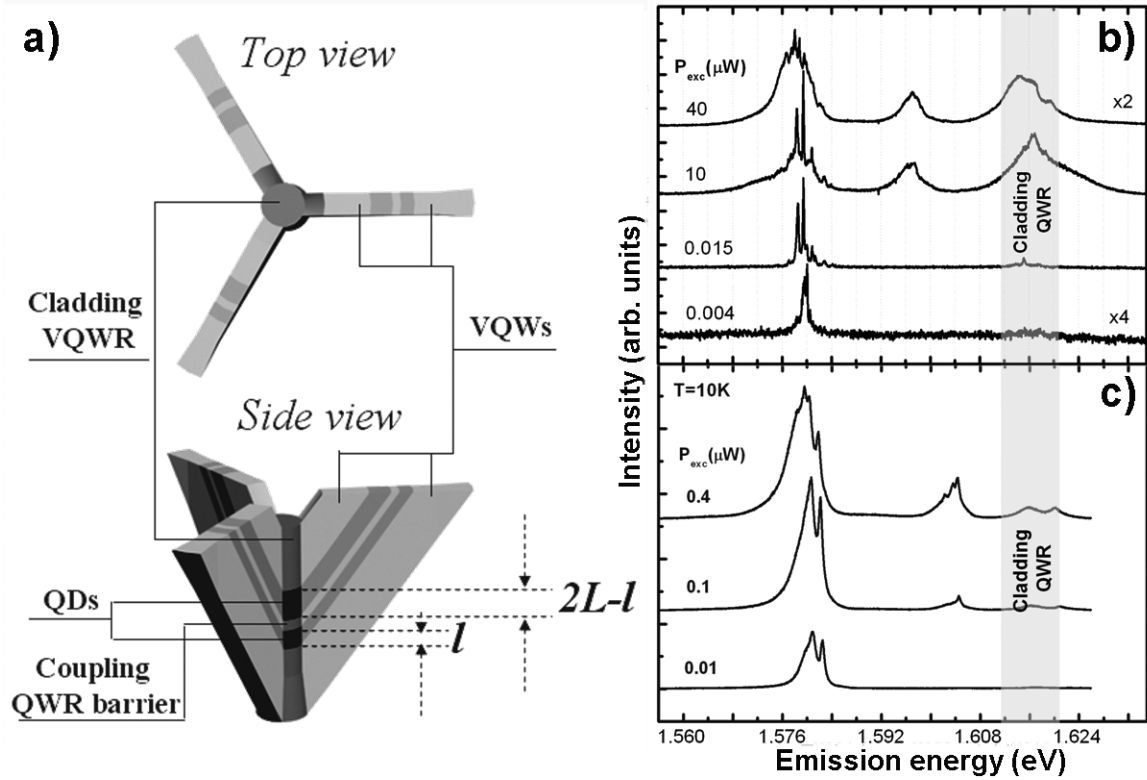 a)
Top view
Cladding
VQWR
VQWs
Side view
QDs
2L-l
l
Coupling
QWR barrier
b)
Pexc(μW)
40
x2
10
Cladding
QWR
0.015
0.004
x4
Intensity (arb. units)
c)
T=10K
Pexc(μW)
0.4
0.1
Cladding
QWR
0.01
1.560 1.576 1.592 1.608 1.624
Emission energy (eV)